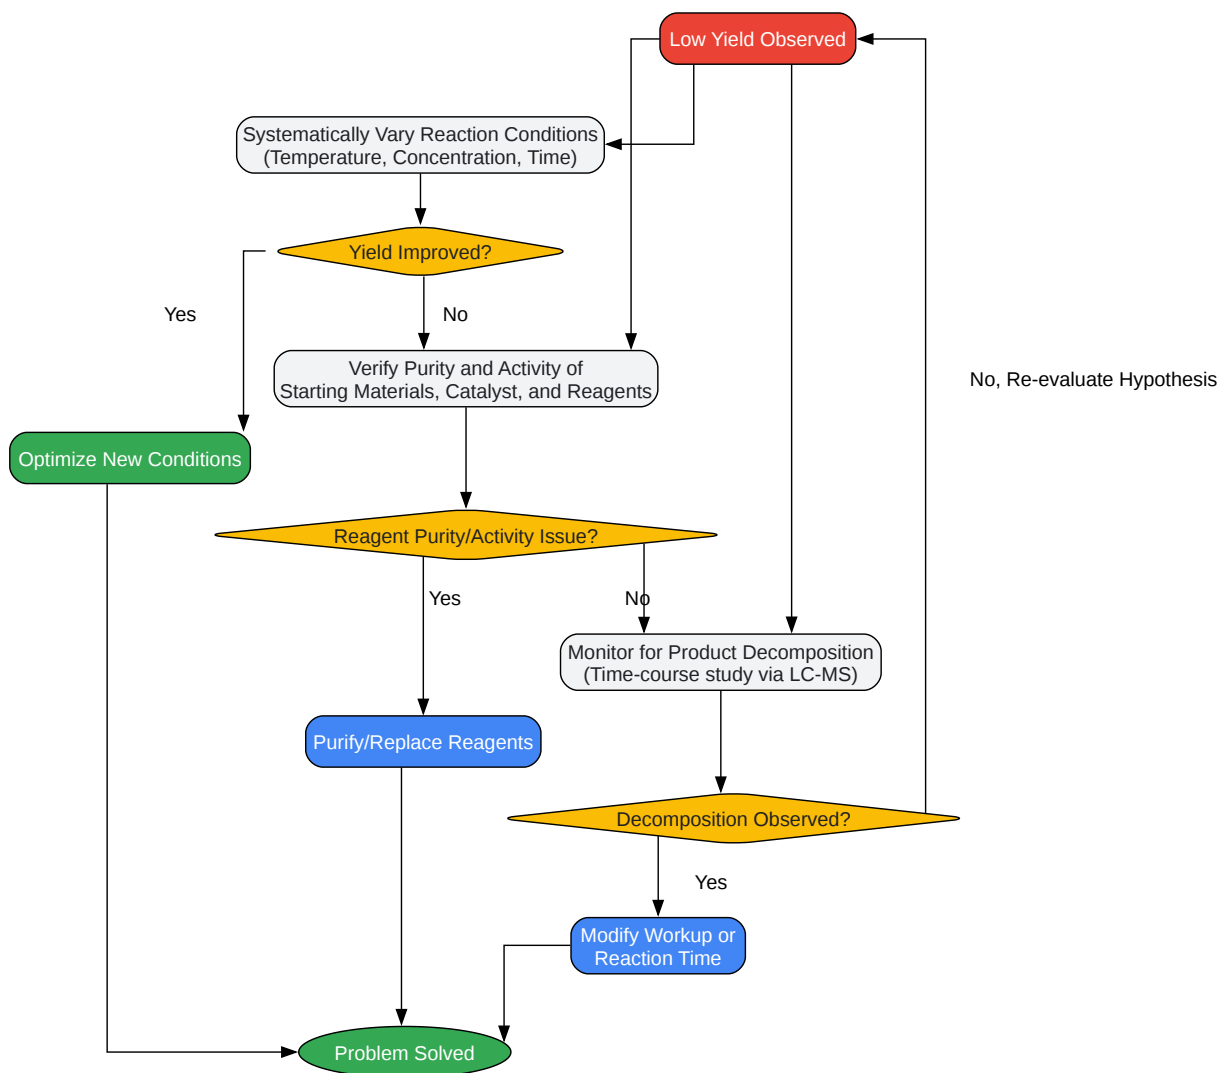 Low Yield Observed
Systematically Vary Reaction Conditions
(Temperature, Concentration, Time)
Yield Improved?
Yes
No
Verify Purity and Activity of
Starting Materials, Catalyst, and Reagents
No, Re-evaluate Hypothesis
Optimize New Conditions
Reagent Purity/Activity Issue?
Yes
No
Monitor for Product Decomposition
(Time-course study via LC-MS)
Purify/Replace Reagents
Decomposition Observed?
Yes
Modify Workup or
Reaction Time
Problem Solved